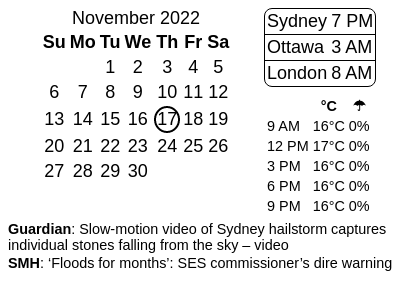 November 2022
Su Mo Tu We Th Fr Sa
1 2 3 4 5
6 7 8 9 10 11 12
13 14 15 16 17 18 19
20 21 22 23 24 25 26
27 28 29 30
Sydney 7 PM
Ottawa 3 AM
London 8 AM
°C ☂
9 AM 16°C 0%
12 PM 17°C 0%
3 PM 16°C 0%
6 PM 16°C 0%
9 PM 16°C 0%
Guardian: Slow-motion video of Sydney hailstorm captures
individual stones falling from the sky – video
SMH: ‘Floods for months’: SES commissioner’s dire warning